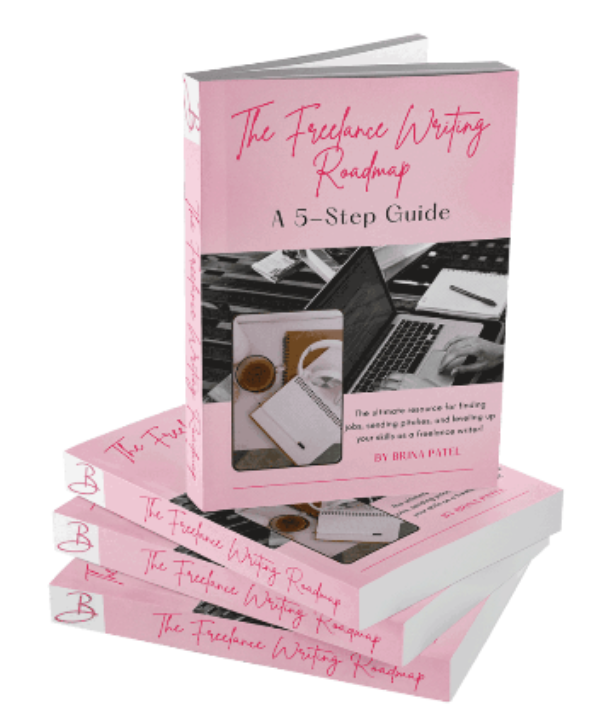 The Freelance Writing
Roadmap
A 5-Step Guide
The ultimate resource for finding
jobs, sending pitches, and leveling up
your skills as a freelance writer!
BY BRINA PATEL
The Freelance Writing Roadmap
The Free
The Freelance Writing Roadmap
The Freelance Writing Roadmap
The Freelance Writing Roadmap